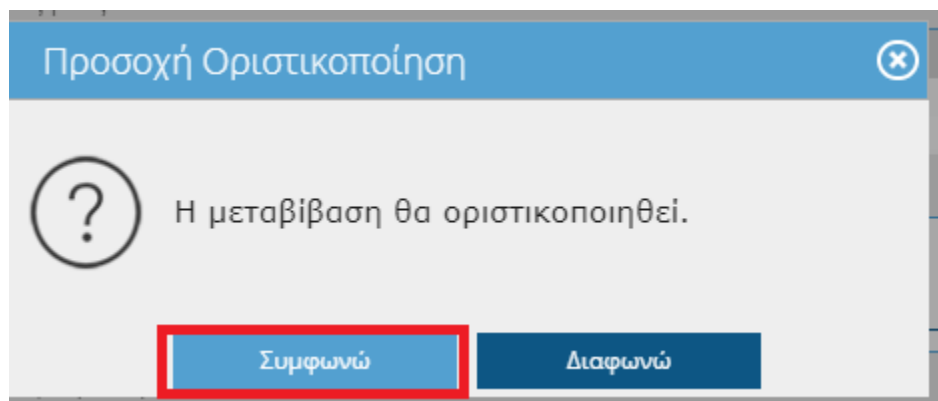 Προσοχή Οριστικοποίηση
Η μεταβίβαση θα οριστικοποιηθεί.
Συμφωνώ
Διαφωνώ